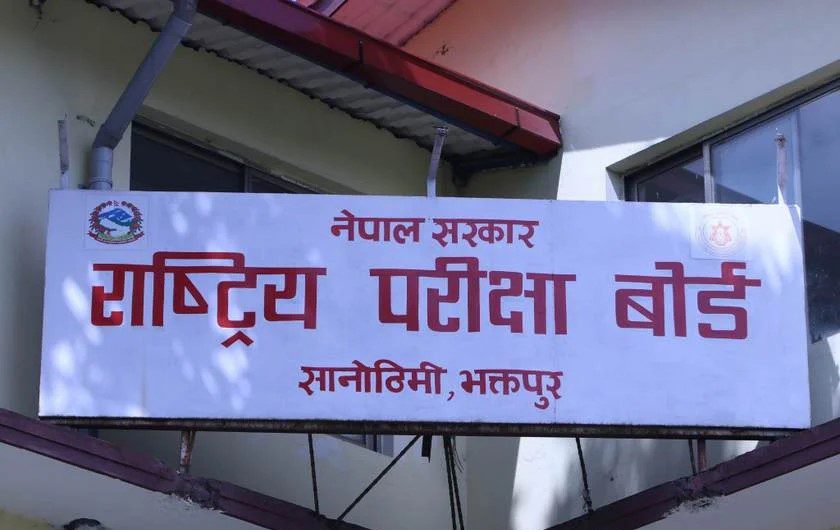 नेपाल सरकार
राष्ट्रिय परीक्षा बोर्ड
सानोठिमी, भक्तपुर